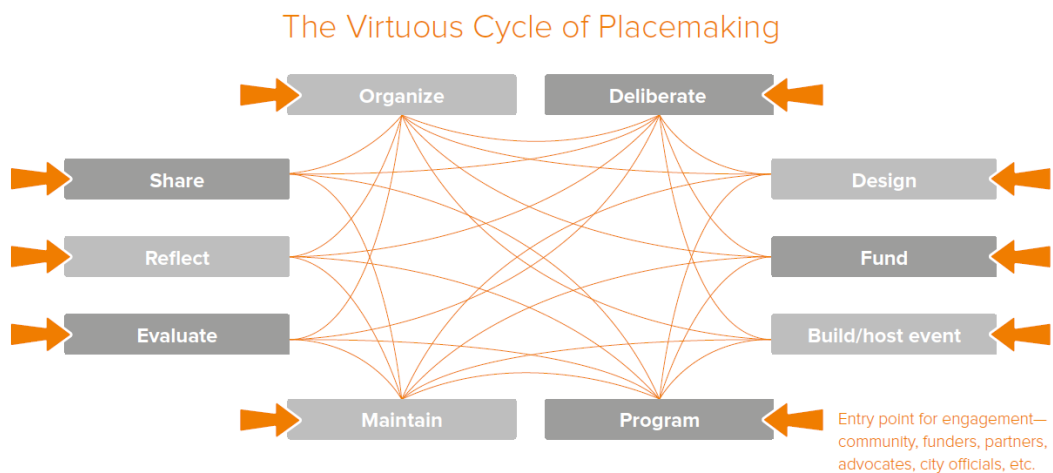 The Virtuous Cycle of Placemaking
Organize
Deliberate
Share
Design
Reflect
Fund
Evaluate
Build/host event
Maintain
Program
Entry point for engagement—
community, funders, partners,
advocates, city officials, etc.